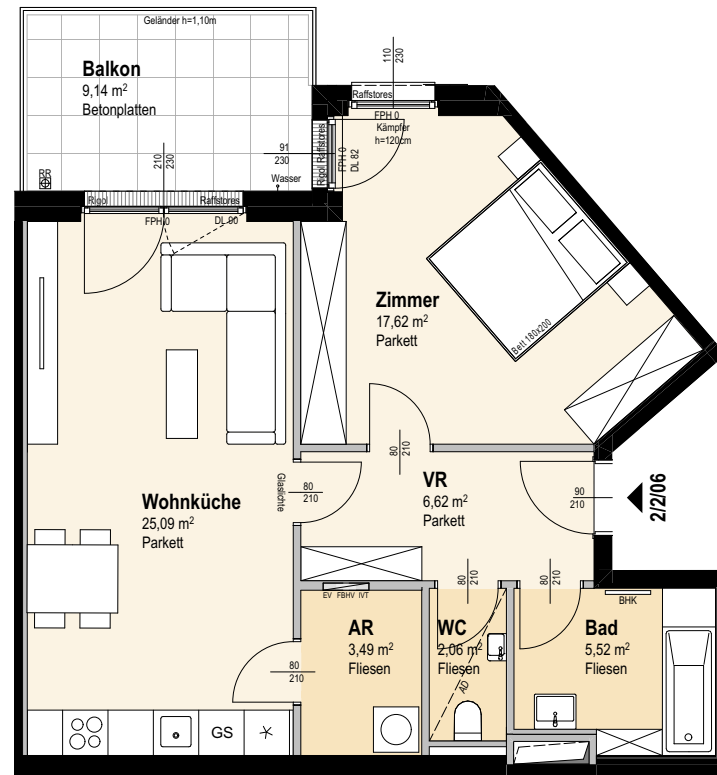 Geländer h=1,10m
Balkon
9,14 m²
Betonplatten
RR
210
230
91
230
Wasser
110
230
Raffstores
FPH 0
Kämpfer
h=120cm
Rigol Raffstores
FPH 0
DL 82
Rigol
Raffstores
FPH 0
DL 90
Zimmer
17,62 m²
Parkett
Bett 180x200
80
210
Wohnküche
25,09 m²
Parkett
Glaslichte
80
210
VR
6,62 m²
Parkett
90
210
2/2/06
80
210
80
210
EV FBHV IVT
BHK
AR
3,49 m²
Fliesen
WC
2,06 m²
Fliesen
AD
Bad
5,52 m²
Fliesen
80
210
GS